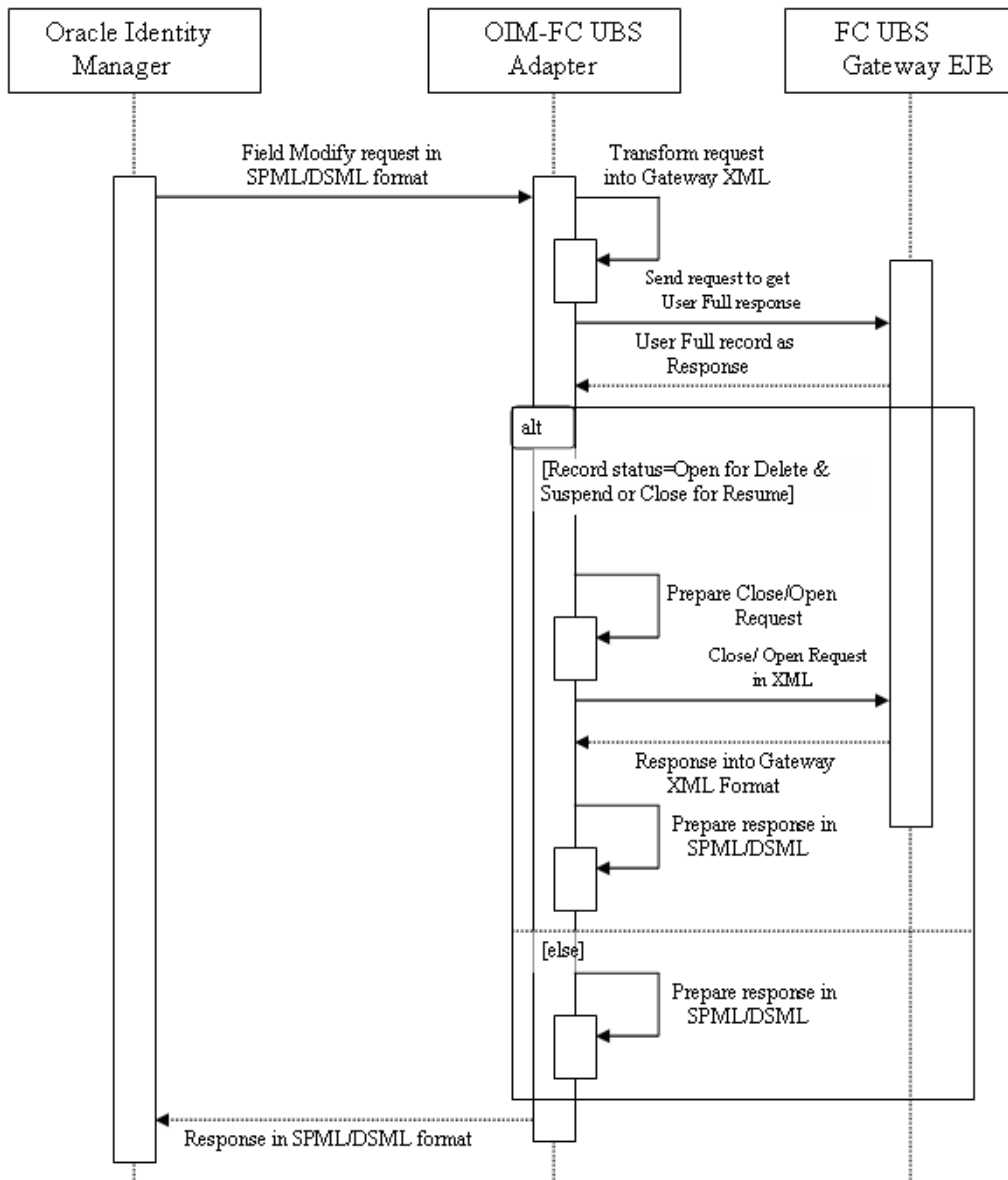 Oracle Identity
Manager
OIM-FC UBS
Adapter
FC UBS
Gateway EJB
Field Modify request in
SPML/DSML format
Transform request
into Gateway XML
Send request to get
User Full response
User Full record as
Response
alt
[Record status=Open for Delete &
Suspend or Close for Resume]
Prepare Close/Open
Request
Close/ Open Request
in XML
Response into Gateway
XML Format
Prepare response in
SPML/DSML
[else]
Prepare response in
SPML/DSML
Response in SPML/DSML format